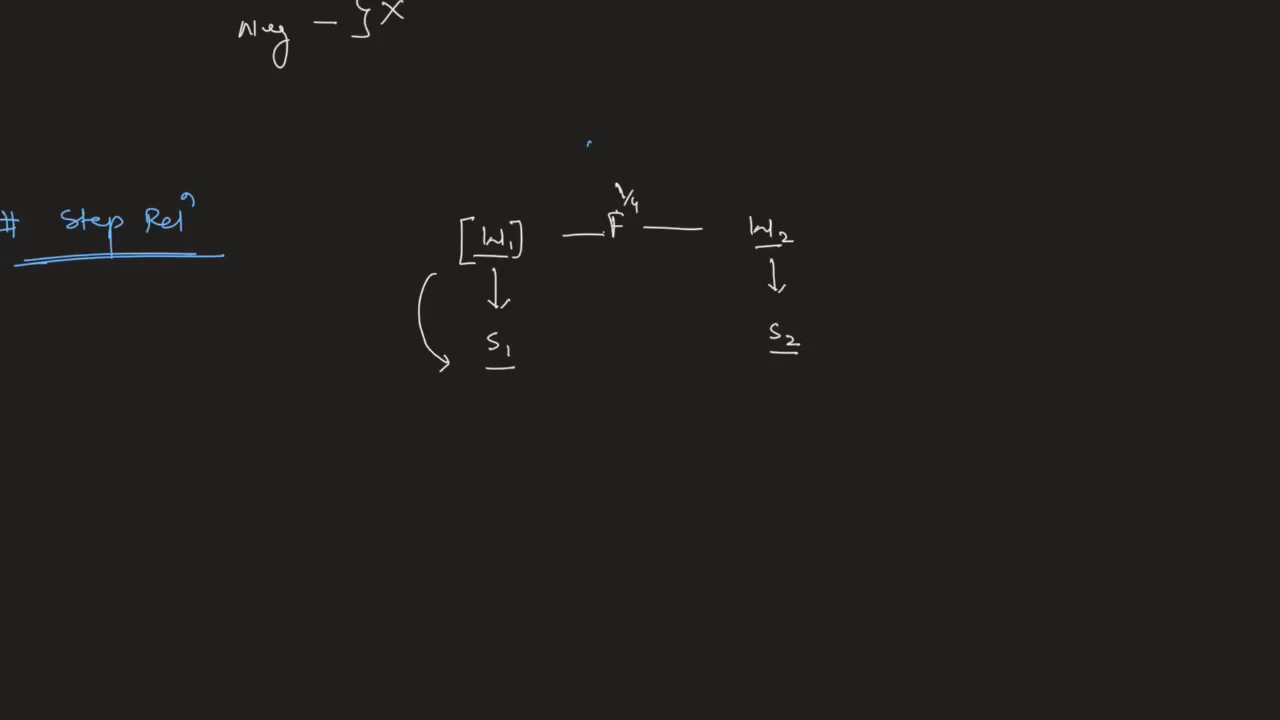 Neg - } X
# Step Relⁿ
[W₁] — F — W₂
S₁ S₂